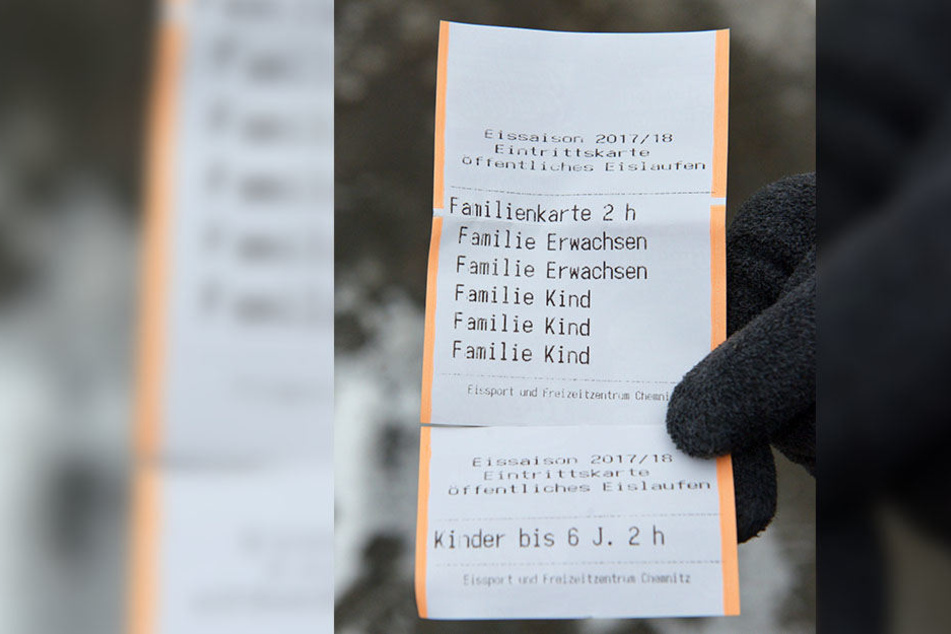 Eissaison 2017/18
Eintrittskarte
Öffentliches Eislaufen
Familienkarte 2 h
Familie Erwachsen
Familie Erwachsen
Familie Kind
Familie Kind
Familie Kind
Eissport und Freizeitzentrum Chemni
Eissaison 2017/18
Eintrittskarte
Öffentliches Eislaufen
Kinder bis 6 J. 2 h
Eissport und Freizeitzentrum Chemnitz